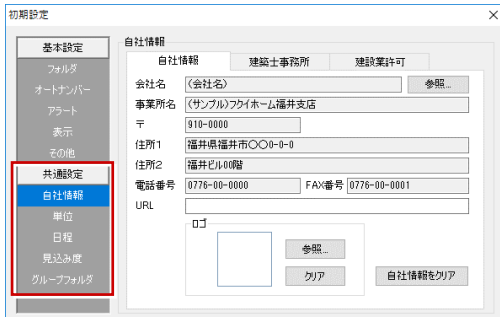 初期設定
基本設定
フォルダ
オートナンバー
アラート
表示
その他
共通設定
自社情報
単位
日程
見込み度
グループフォルダ
自社情報
自社情報 建築士事務所 建設業許可
会社名 (会社名) 参照...
事業所名 (サンプル)フクイホーム福井支店
〒 910-0000
住所1 福井県福井市〇〇0-0-0
住所2 福井ビル00階
電話番号 0776-00-0000 FAX番号 0776-00-0001
URL
ロゴ
参照...
クリア 自社情報をクリア